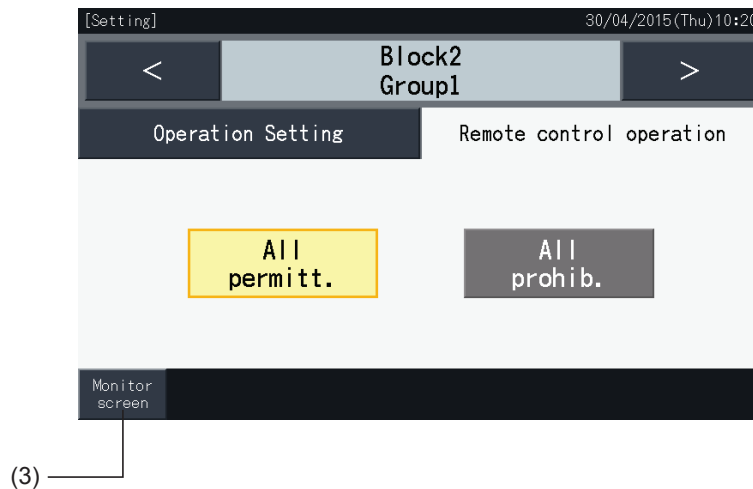 [Setting] 30/04/2015(Thu)10:20
< Block2 >
Group1
Operation Setting Remote control operation
All
permitt.
All
prohib.
Monitor
screen
(3)